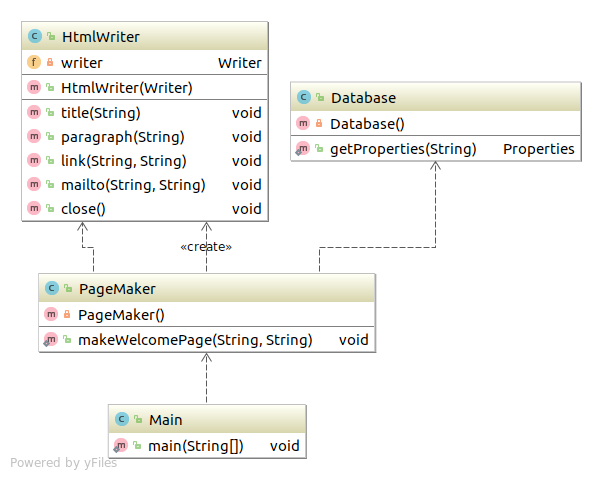 HtmlWriter
writer Writer
HtmlWriter(Writer)
title(String) void
paragraph(String) void
link(String, String) void
mailto(String, String) void
close() void
Database
Database()
getProperties(String) Properties
«create»
PageMaker
PageMaker()
makeWelcomePage(String, String) void
Main
main(String[]) void
Powered by yFiles